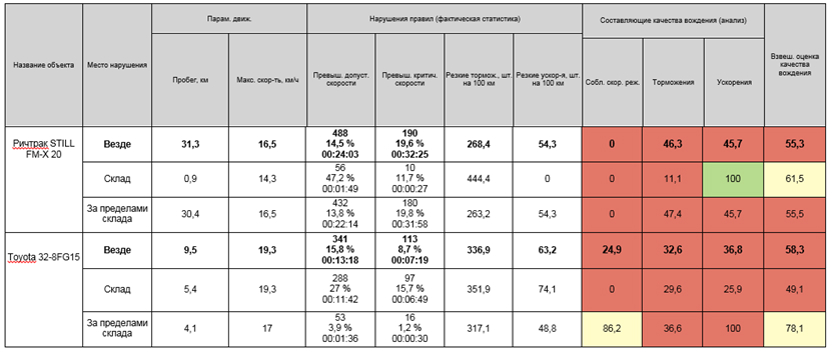 Название объекта
Место нарушения
Парам. движ.
Нарушения правил (фактическая статистика)
Составляющие качества вождения (анализ)
Взвеш. оценка
качества
вождения
Пробег, км
Макс. скор-ть, км/ч
Превыш. допуст.
скорости
Превыш. критич.
скорости
Резкие тормож., шт.
на 100 км
Резкие ускор-я, шт.
на 100 км
Собл. скор. реж.
Торможения
Ускорения
Ричтрак STILL
FM-X 20
Везде
31,3
16,5
488
14,5 %
00:24:03
190
19,6 %
00:32:25
268,4
54,3
0
46,3
45,7
55,3
Склад
0,9
14,3
56
47,2 %
00:01:49
10
11,7 %
00:00:27
444,4
0
0
11,1
100
61,5
За пределами
склада
30,4
16,5
432
13,8 %
00:22:14
180
19,8 %
00:31:58
263,2
54,3
0
47,4
45,7
55,5
Toyota 32-8FG15
Везде
9,5
19,3
341
15,8 %
00:13:18
113
8,7 %
00:07:19
336,9
63,2
24,9
32,6
36,8
58,3
Склад
5,4
19,3
288
27 %
00:11:42
97
15,7 %
00:06:49
351,9
74,1
0
29,6
25,9
49,1
За пределами
склада
4,1
17
53
3,9 %
00:01:36
16
1,2 %
00:00:30
317,1
48,8
86,2
36,6
100
78,1